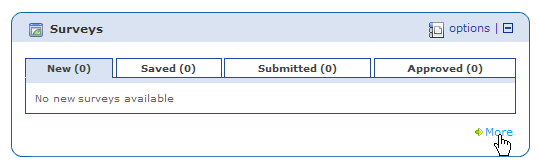 Surveys options |
New (0) Saved (0) Submitted (0) Approved (0)
No new surveys available
More